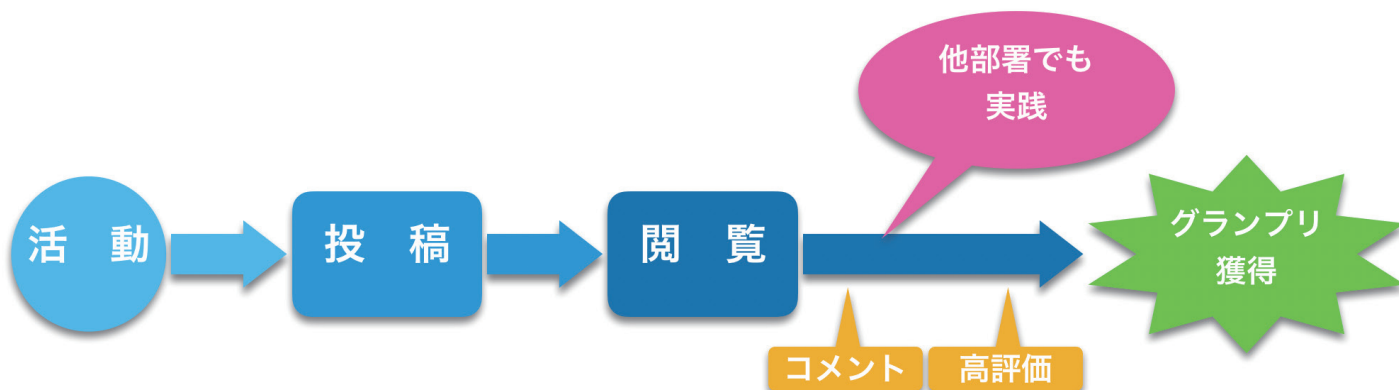 他部署でも
実践
活　動
投　稿
閲　覧
グランプリ
獲得
コメント
高評価